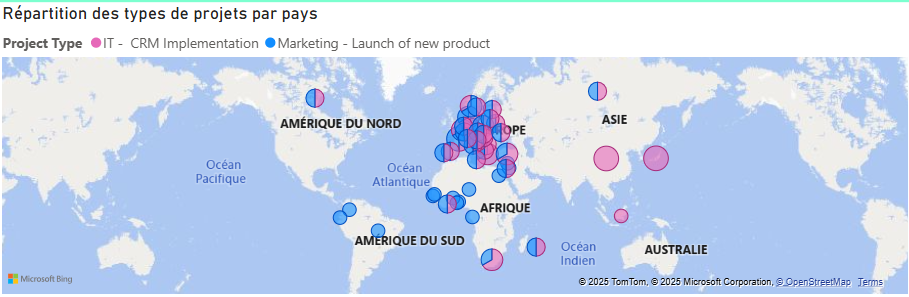 Répartition des types de projets par pays
Project Type IT - CRM Implementation Marketing - Launch of new product
AMÉRIQUE DU NORD
OPE
ASIE
Océan
Pacifique
Océan
Atlantique
AFRIQUE
AMÉRIQUE DU SUD
Océan
Indien
AUSTRALIE
Microsoft Bing
© 2025 TomTom, © 2025 Microsoft Corporation, © OpenStreetMap Terms